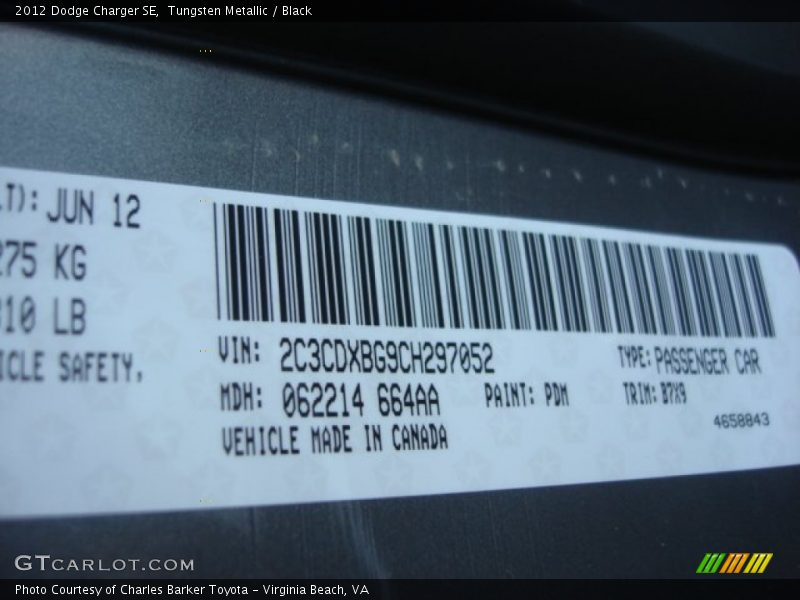 2012 Dodge Charger SE, Tungsten Metallic / Black
JUN 12
KG
LB
SAFETY.
VIN: 2C3CDXBG9CH297052 TYPE: PASSENGER CAR
MDH: 062214 664AA PAINT: PDM TRIM: B7X9
VEHICLE MADE IN CANADA 4658843
GTCARLOT.COM
Photo Courtesy of Charles Barker Toyota - Virginia Beach, VA